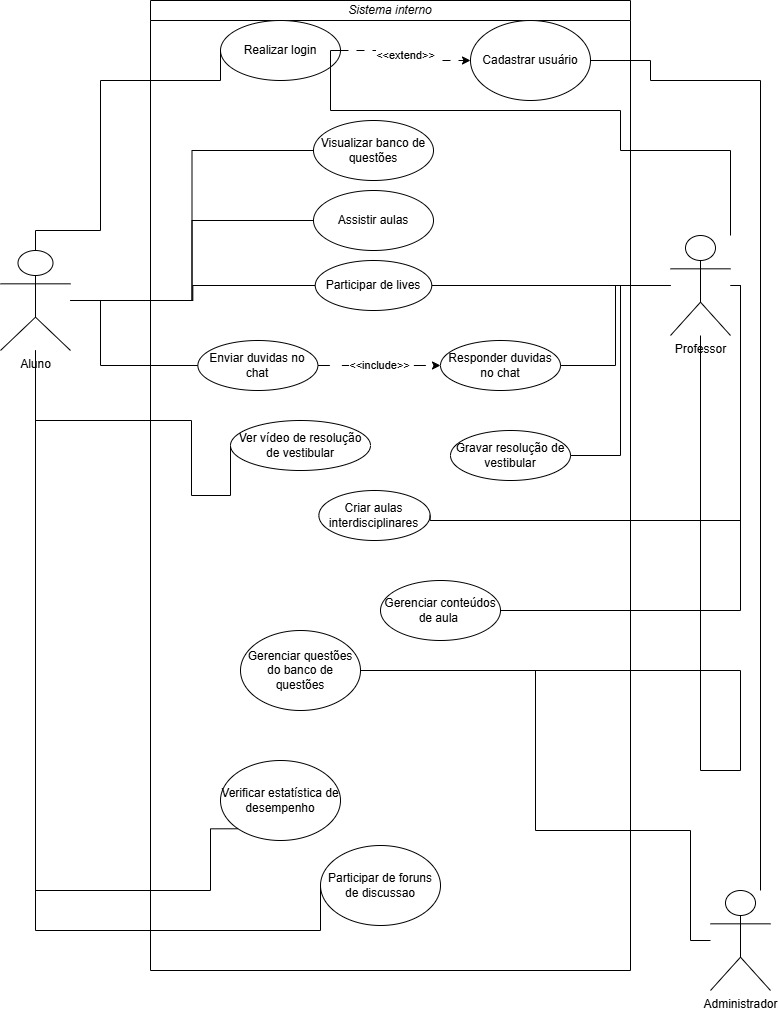 Sistema interno
Realizar login
<<extend>>
Cadastrar usuário
Visualizar banco de
questões
Assistir aulas
Participar de lives
Aluno
Professor
Enviar duvidas no
chat
<<include>>
Responder duvidas
no chat
Ver vídeo de resolução
de vestibular
Gravar resolução de
vestibular
Criar aulas
interdisciplinares
Gerenciar conteúdos
de aula
Gerenciar questões
do banco de
questões
Verificar estatística de
desempenho
Participar de foruns
de discussao
Administrador